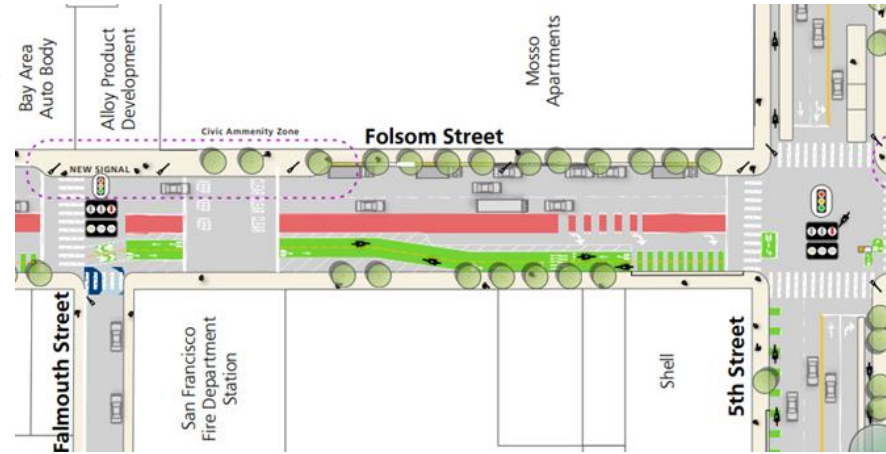 Bay Area
Auto Body
Alloy Product
Development
Mosso
Apartments
Civic Ammenity Zone
Folsom Street
NEW SIGNAL
Falmouth Street
San Francisco
Fire Department
Station
Shell
5th Street